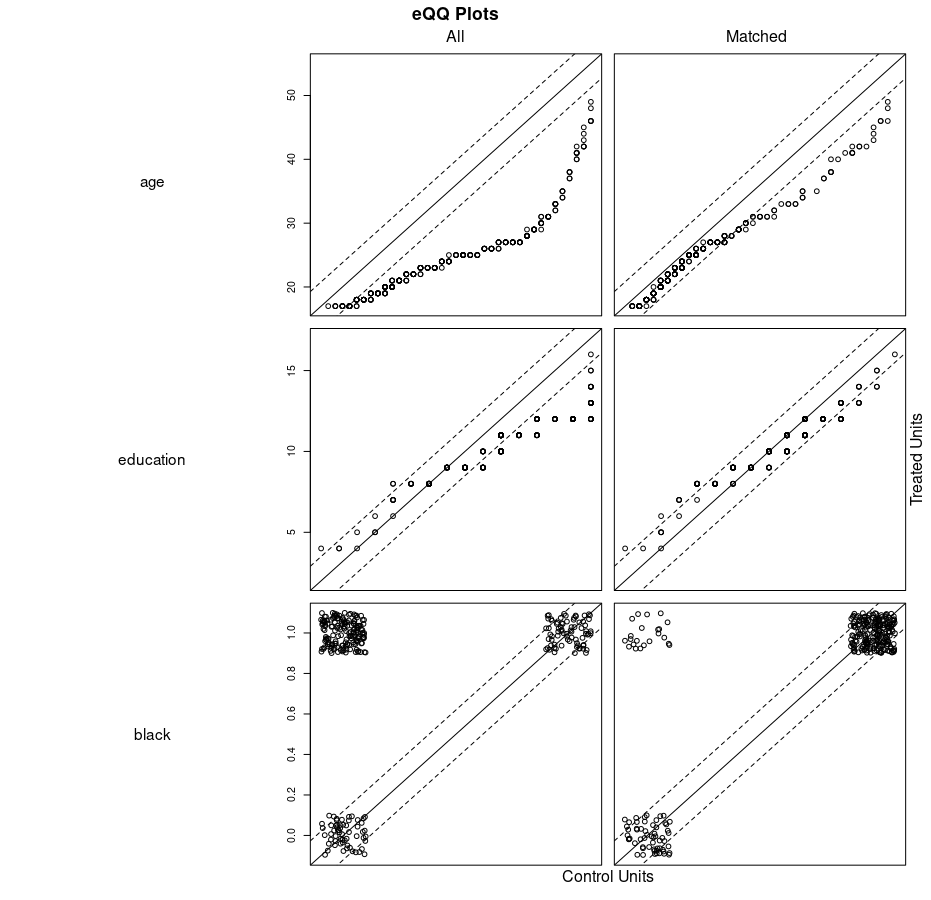 eQQ Plots
All
Matched
age
50
40
30
20
education
15
10
5
Treated Units
black
1.0
0.8
0.6
0.4
0.2
0.0
Control Units